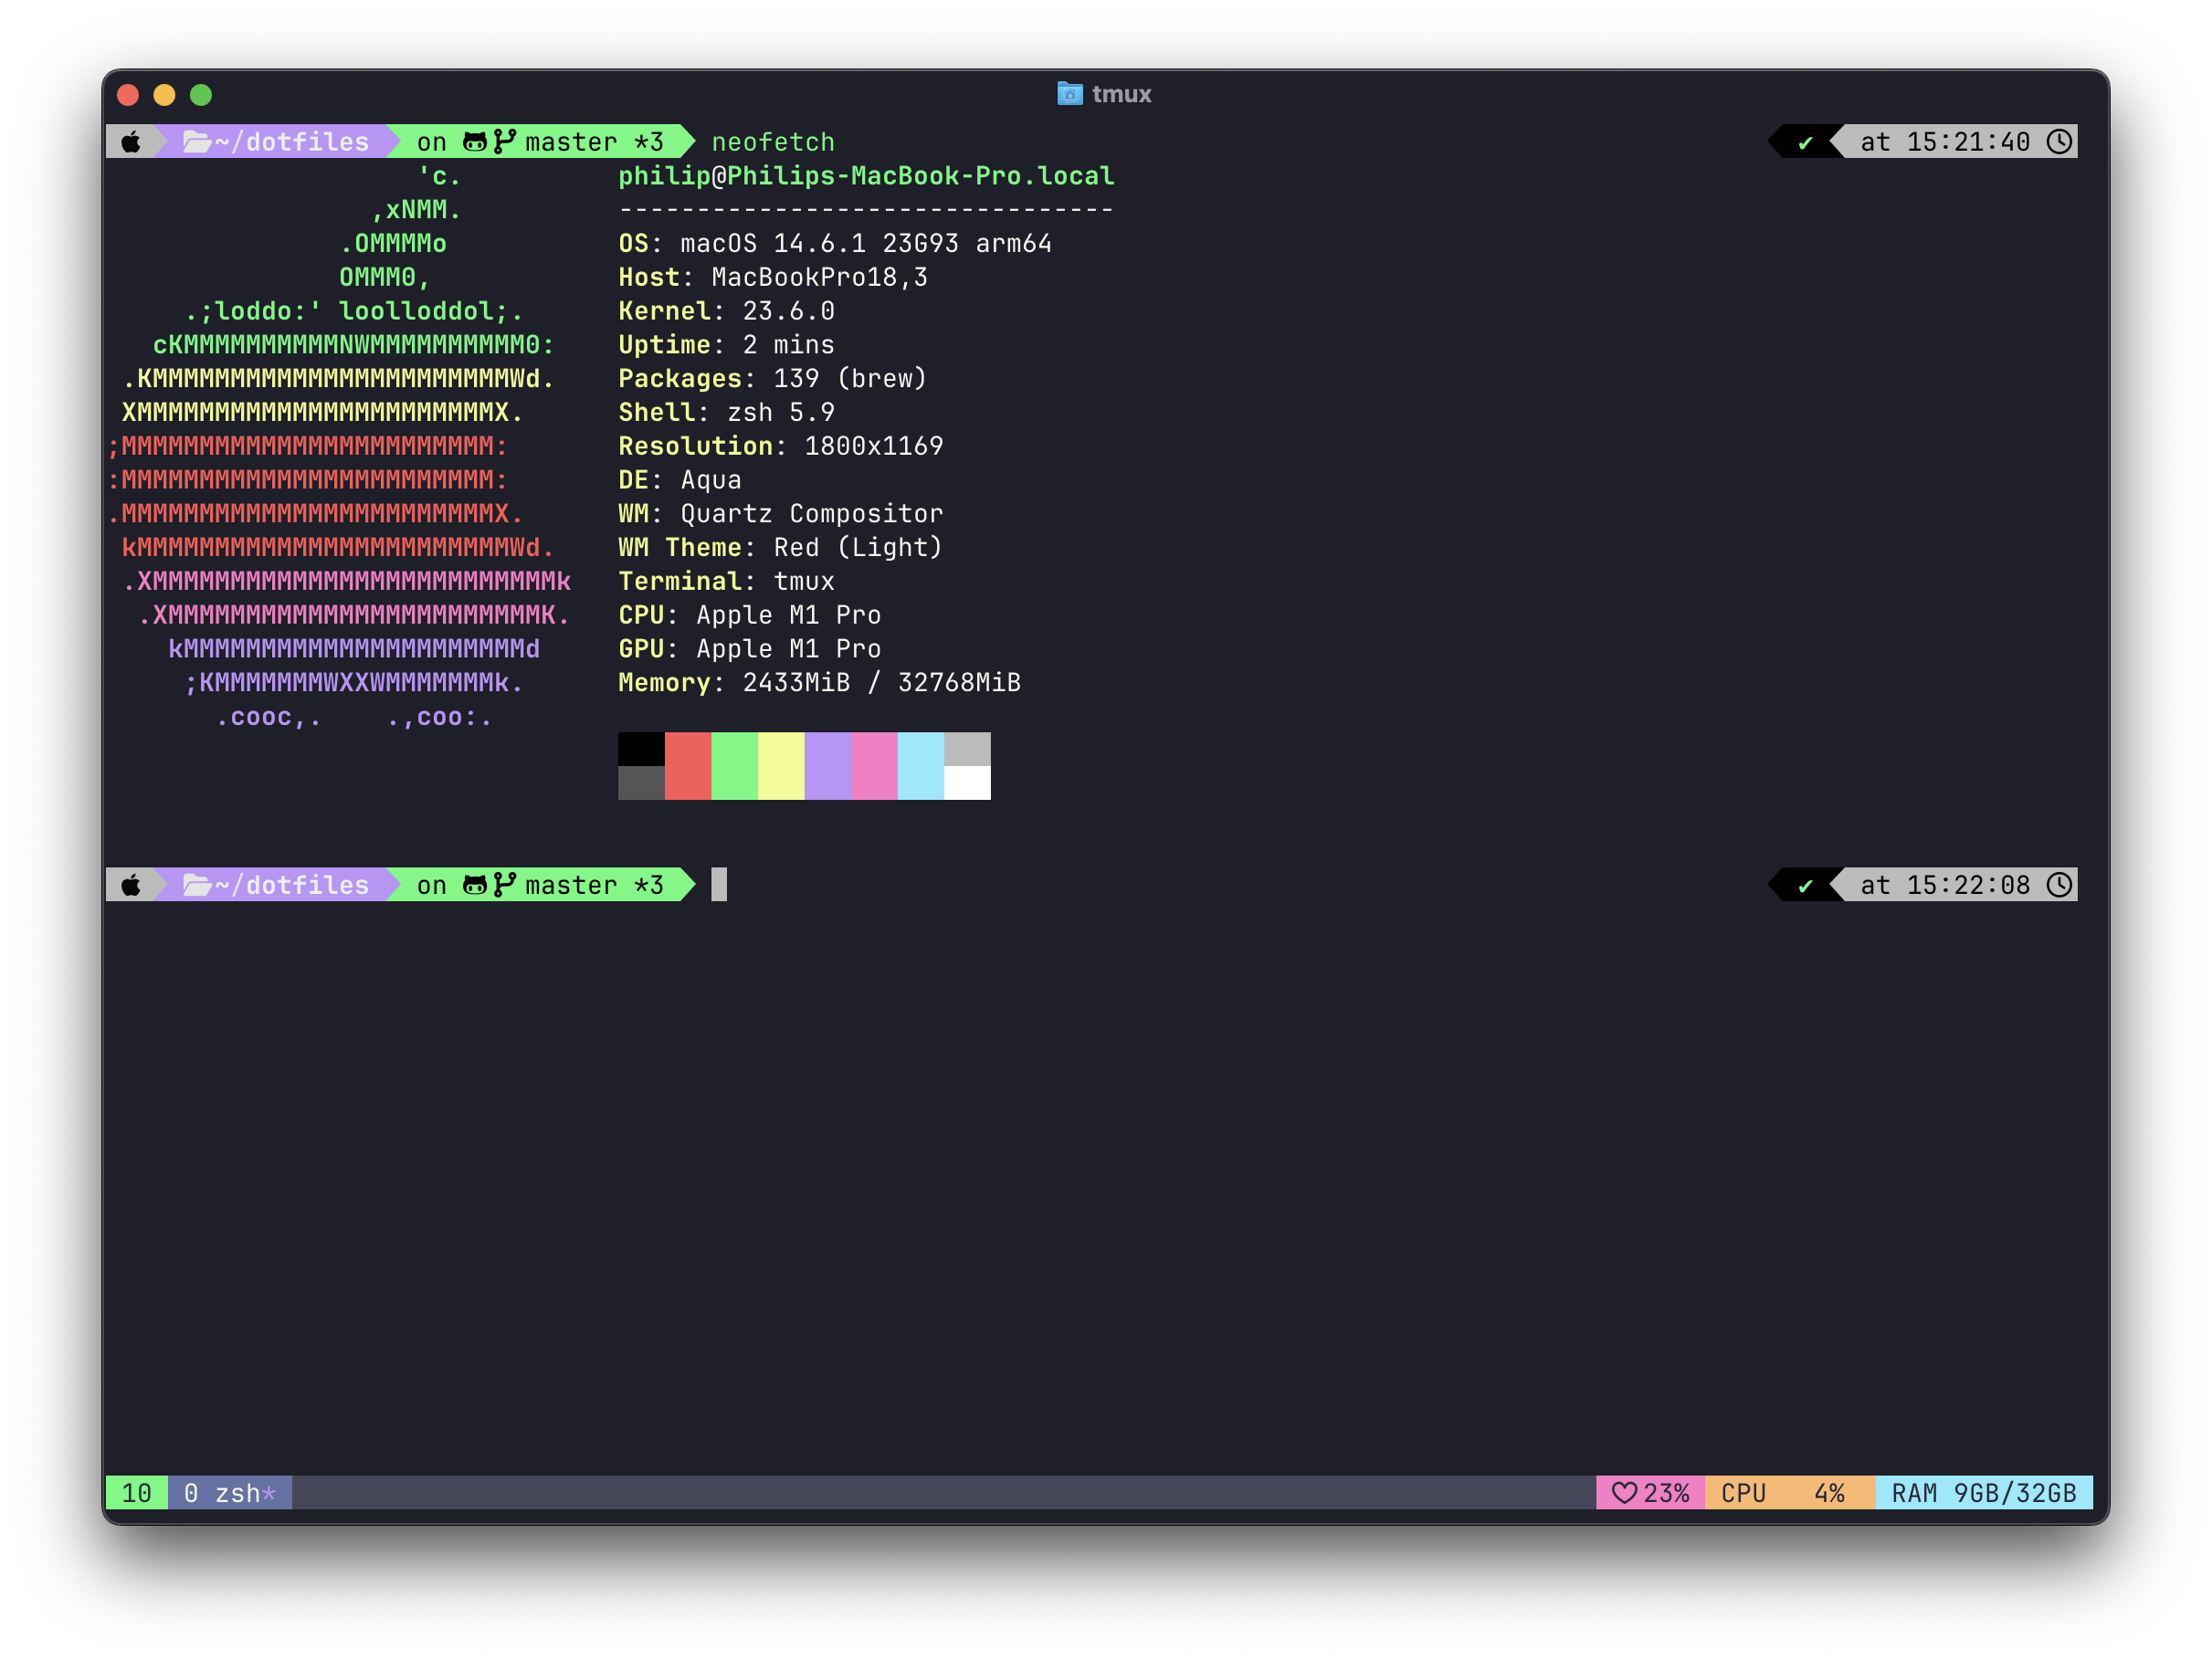 tmux
~/dotfiles on master *3 neofetch ✔ at 15:21:40
'c. philip@Philips-MacBook-Pro.local
,xNMM. --------------------------------
.OMMMMo OS: macOS 14.6.1 23G93 arm64
OMMM0, Host: MacBookPro18,3
.;loddo:' loolloddol;. Kernel: 23.6.0
cKMMMMMMMMMMNWMMMMMMMMMM0: Uptime: 2 mins
.KMMMMMMMMMMMMMMMMMMMMMMMWd. Packages: 139 (brew)
XMMMMMMMMMMMMMMMMMMMMMMMX. Shell: zsh 5.9
;MMMMMMMMMMMMMMMMMMMMMMMM: Resolution: 1800x1169
:MMMMMMMMMMMMMMMMMMMMMMMM: DE: Aqua
.MMMMMMMMMMMMMMMMMMMMMMMMX. WM: Quartz Compositor
kMMMMMMMMMMMMMMMMMMMMMMMMWd. WM Theme: Red (Light)
.XMMMMMMMMMMMMMMMMMMMMMMMMMMk Terminal: tmux
.XMMMMMMMMMMMMMMMMMMMMMMMMK. CPU: Apple M1 Pro
kMMMMMMMMMMMMMMMMMMMMMMd GPU: Apple M1 Pro
;KMMMMMMMWXXWMMMMMMMk. Memory: 2433MiB / 32768MiB
.cooc,. .,coo:.
~/dotfiles on master *3 ✔ at 15:22:08
10 0 zsh* ♡23% CPU 4% RAM 9GB/32GB